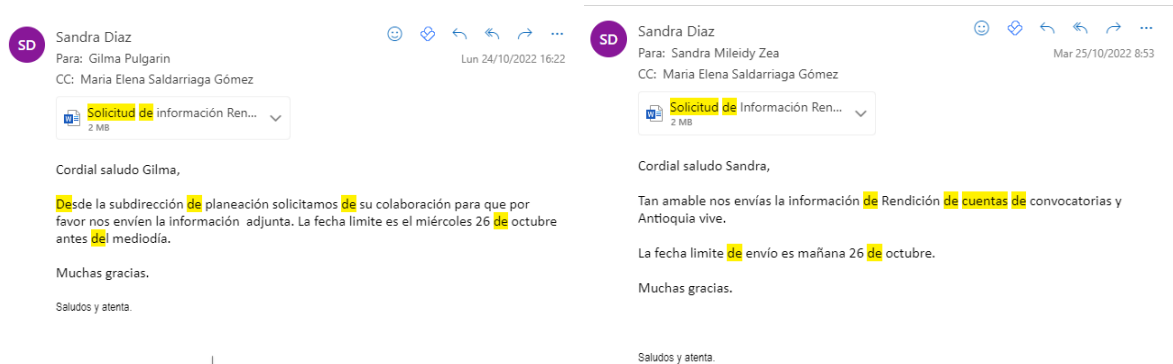 SD
Sandra Diaz
Para: Gilma Pulgarin
Lun 24/10/2022 16:22
CC: Maria Elena Saldarriaga Gómez
Solicitud de información Ren...
2 MB
Cordial saludo Gilma,
Desde la subdirección de planeación solicitamos de su colaboración para que por
favor nos envíen la información adjunta. La fecha limite es el miércoles 26 de octubre
antes del mediodía.
Muchas gracias.
Saludos y atenta.
SD
Sandra Diaz
Para: Sandra Mileidy Zea
Mar 25/10/2022 8:53
CC: Maria Elena Saldarriaga Gómez
Solicitud de Información Ren...
2 MB
Cordial saludo Sandra,
Tan amable nos envías la información de Rendición de cuentas de convocatorias y
Antioquia vive.
La fecha limite de envío es mañana 26 de octubre.
Muchas gracias.
Saludos y atenta.